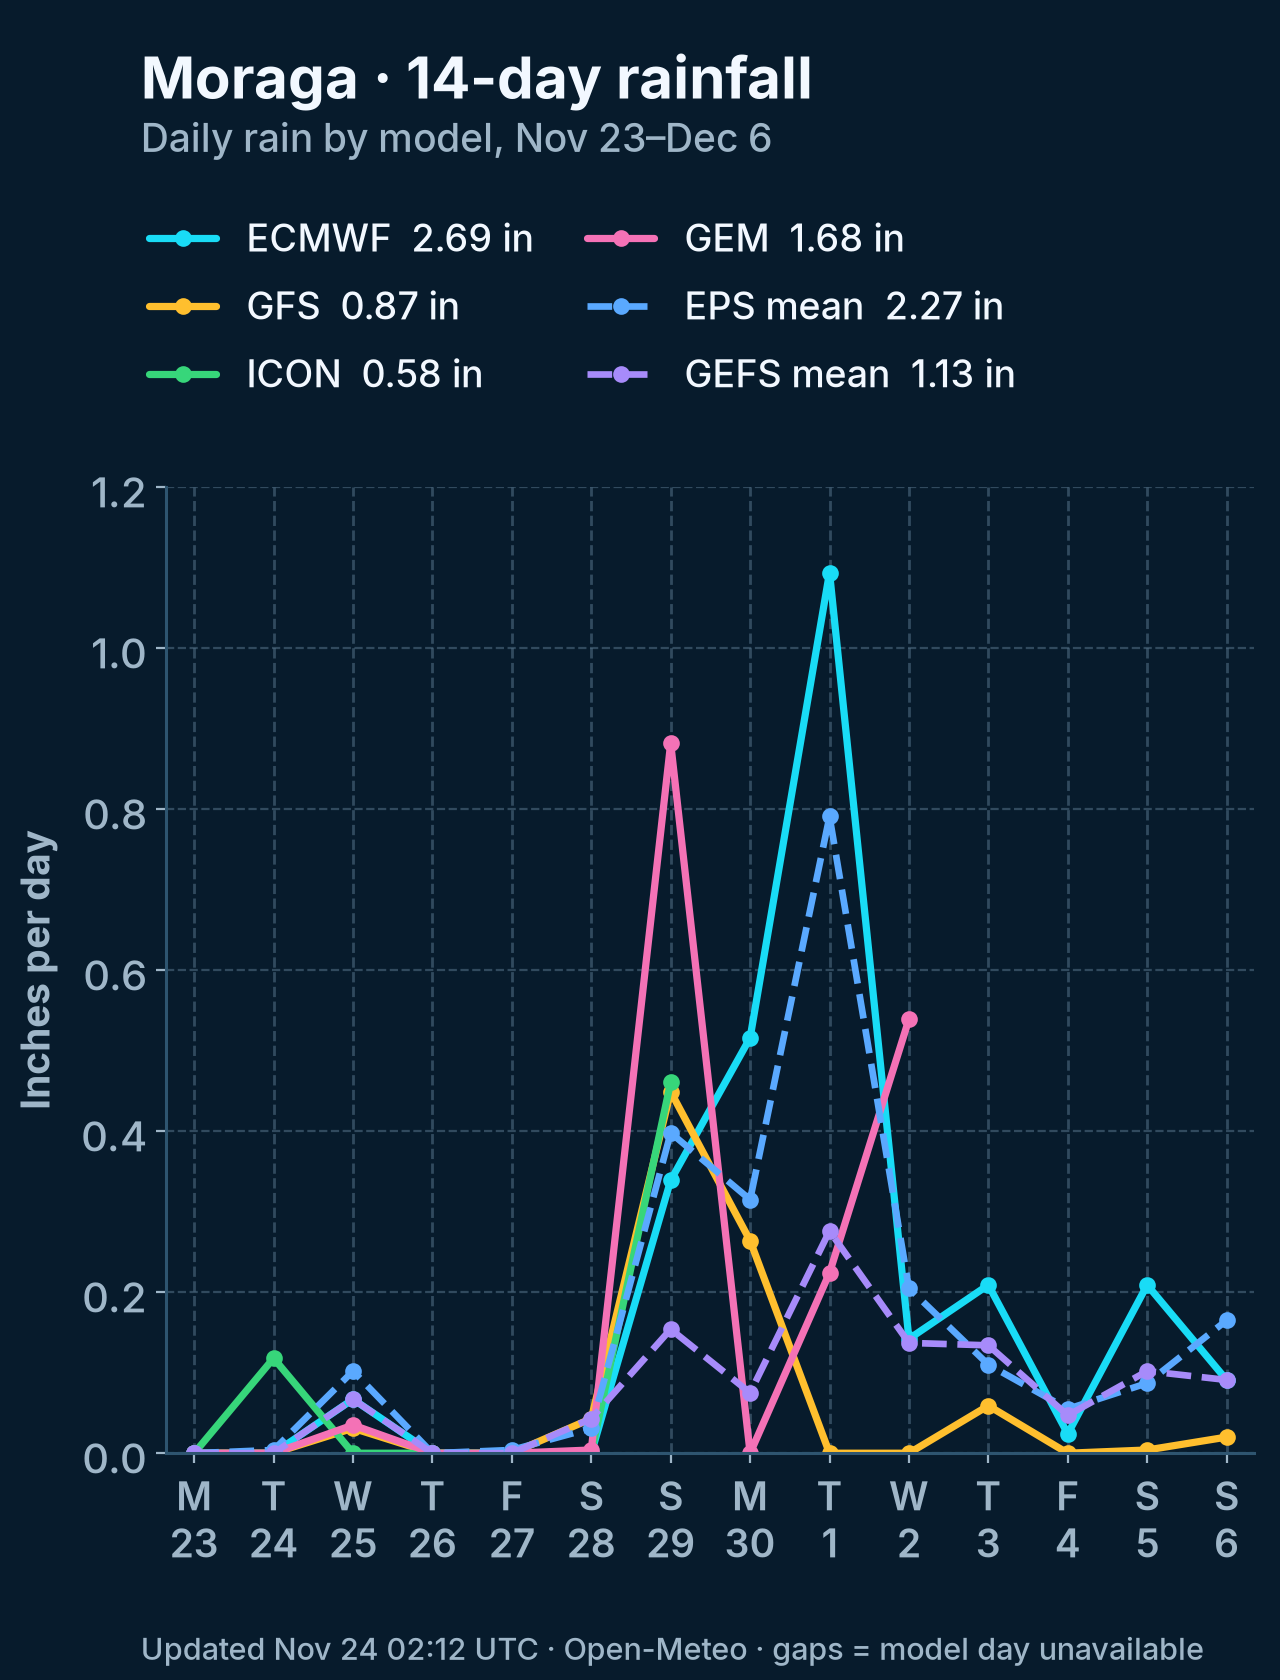 Moraga · 14-day rainfall
Daily rain by model, Nov 23–Dec 6
ECMWF 2.69 in
GEM 1.68 in
GFS 0.87 in
EPS mean 2.27 in
ICON 0.58 in
GEFS mean 1.13 in
Inches per day
1.2
1.0
0.8
0.6
0.4
0.2
0.0
M T W T F S S M T W T F S S
23 24 25 26 27 28 29 30 1 2 3 4 5 6
Updated Nov 24 02:12 UTC · Open-Meteo · gaps = model day unavailable